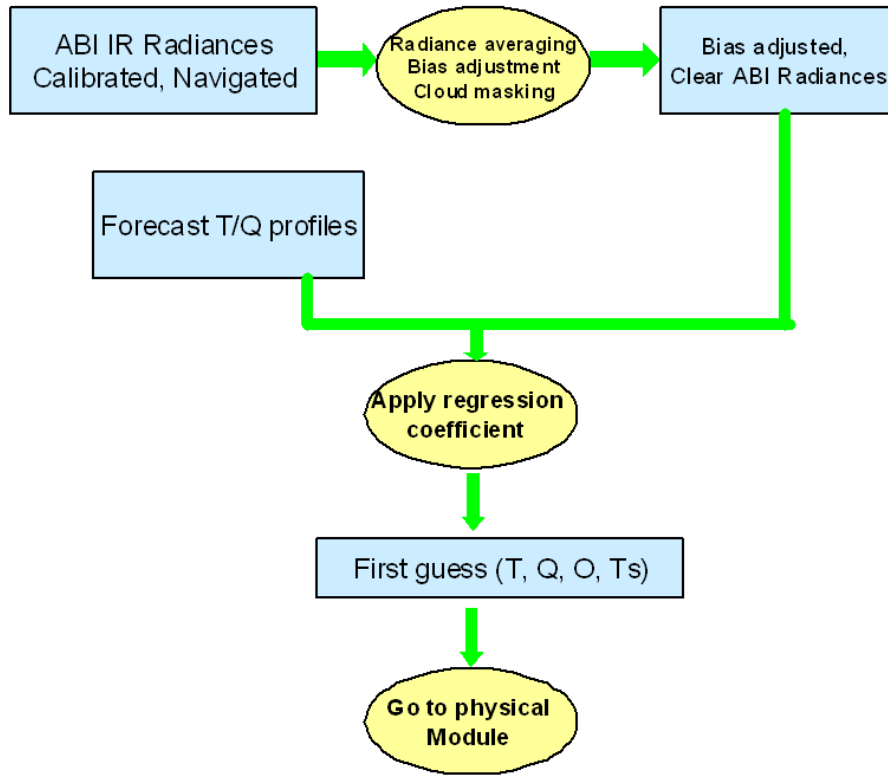 ABI IR Radiances
Calibrated, Navigated
Radiance averaging
Bias adjustment
Cloud masking
Bias adjusted,
Clear ABI Radiances
Forecast T/Q profiles
Apply regression
coefficient
First guess (T, Q, O, Ts)
Go to physical
Module